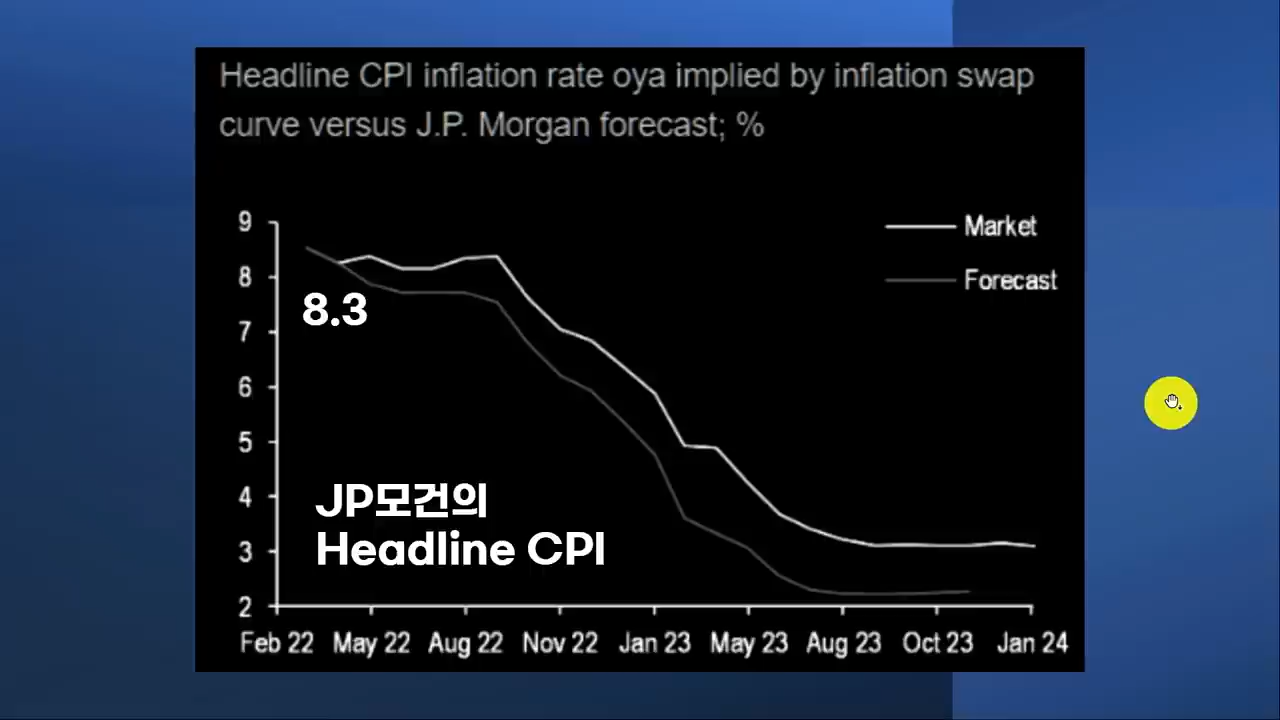 Headline CPI inflation rate oya implied by inflation swap
curve versus J.P. Morgan forecast; %
9
Market
8
Forecast
8.3
7
6
5
4
JP모건의
Headline CPI
3
2
Feb 22 May 22 Aug 22 Nov 22 Jan 23 May 23 Aug 23 Oct 23 Jan 24